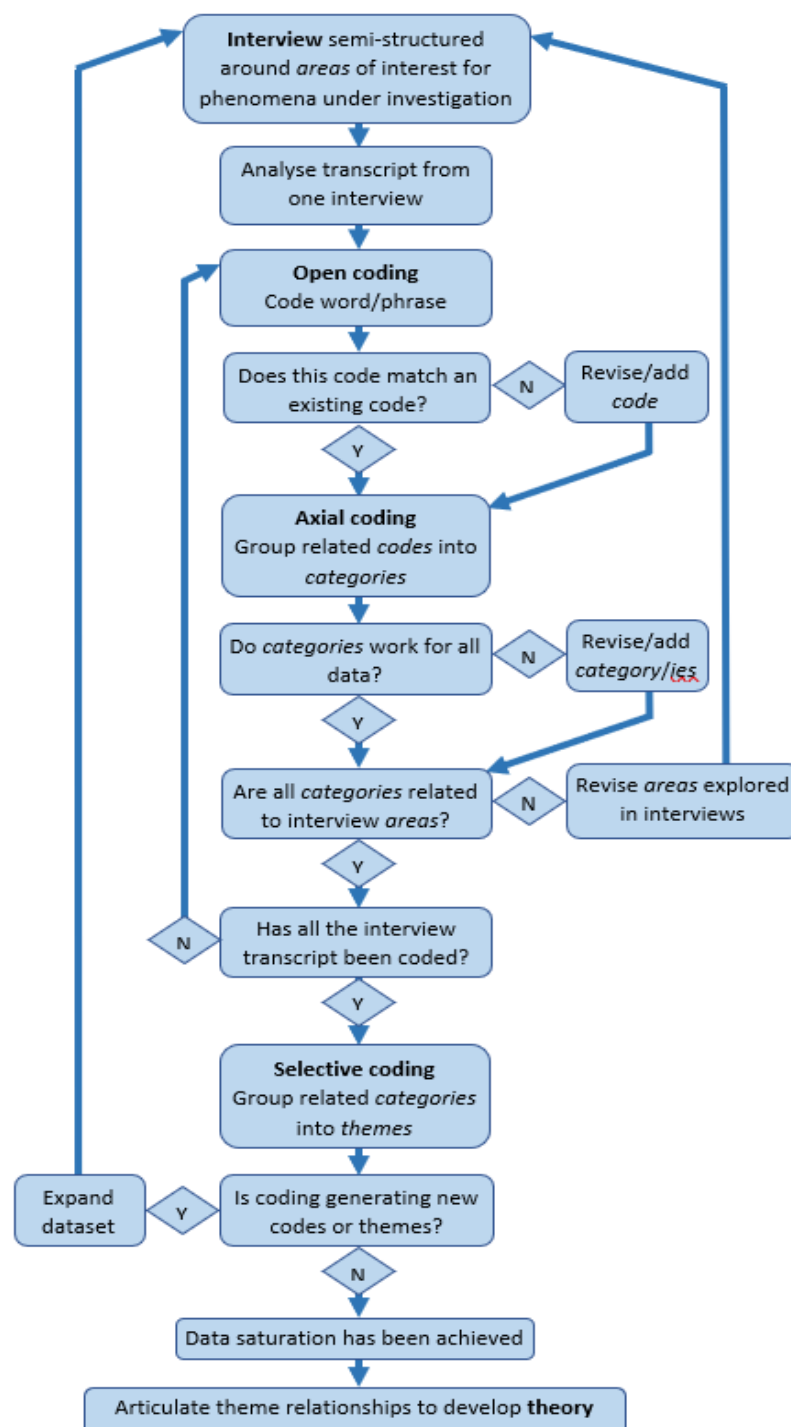 Interview semi-structured
around areas of interest for
phenomena under investigation
Analyse transcript from
one interview
Open coding
Code word/phrase
Does this code match an
existing code?
N
Revise/add
code
Y
Axial coding
Group related codes into
categories
Do categories work for all
data?
N
Revise/add
category/ies
Y
Are all categories related
to interview areas?
N
Revise areas explored
in interviews
Y
Has all the interview
transcript been coded?
N
Y
Selective coding
Group related categories
into themes
Is coding generating new
codes or themes?
Y
Expand
dataset
N
Data saturation has been achieved
Articulate theme relationships to develop theory